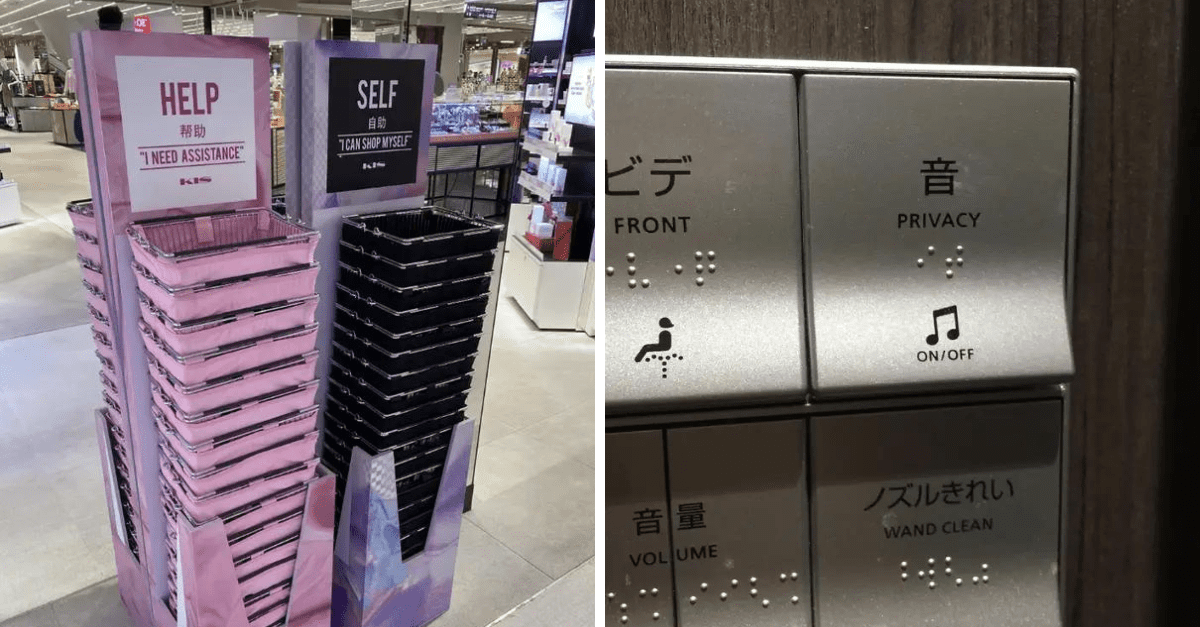 HELP
帮助
"I NEED ASSISTANCE"
KIS
SELF
自助
"I CAN SHOP MYSELF"
KIS
ビデ
FRONT
音
PRIVACY
ON/OFF
音量
VOLUME
ノズルきれい
WAND CLEAN